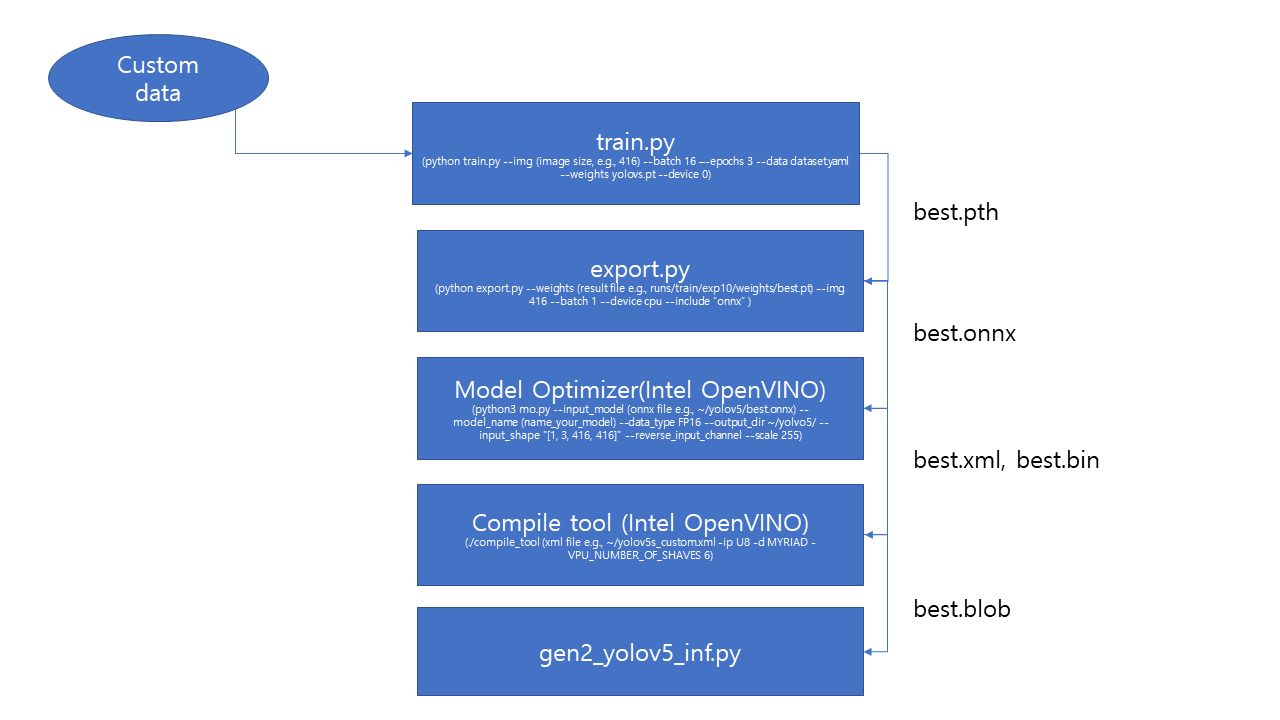 Custom
data
train.py
(python train.py --img (image size, e.g., 416) --batch 16 –-epochs 3 --data dataset.yaml
--weights yolovs.pt --device 0)
best.pth
export.py
(python export.py --weights (result file e.g., runs/train/exp10/weights/best.pt) --img
416 --batch 1 --device cpu --include “onnx” )
best.onnx
Model Optimizer(Intel OpenVINO)
(python3 mo.py --input_model (onnx file e.g., ~/yolov5/best.onnx) --
model_name (name_your_model) --data_type FP16 --output_dir ~/yolvo5/ --
input_shape "[1, 3, 416, 416]" --reverse_input_channel --scale 255)
best.xml, best.bin
Compile tool (Intel OpenVINO)
(./compile_tool (xml file e.g., ~/yolov5s_custom.xml -ip U8 -d MYRIAD -
VPU_NUMBER_OF_SHAVES 6)
best.blob
gen2_yolov5_inf.py